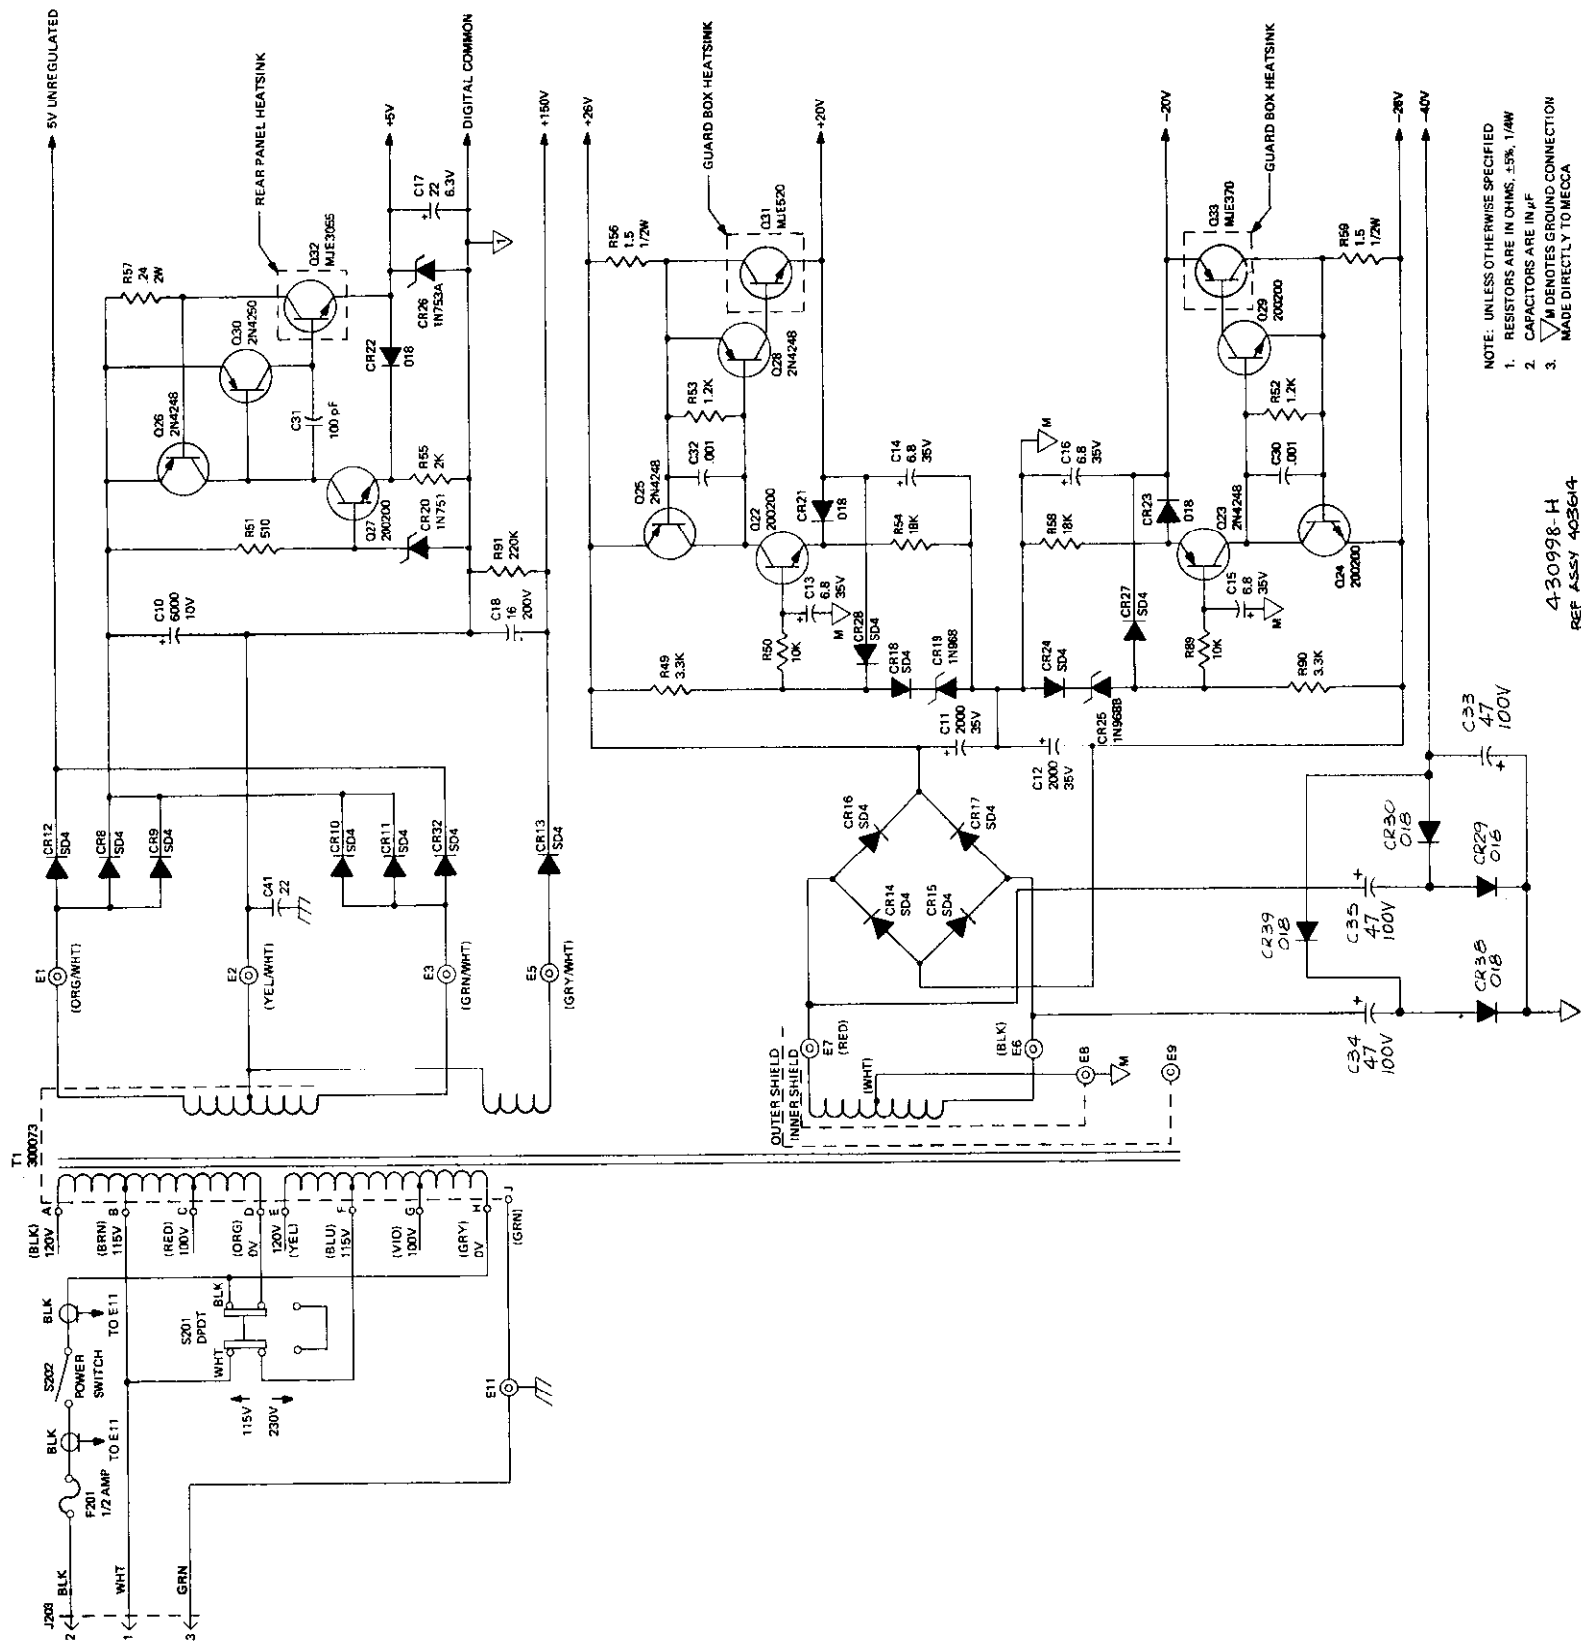 5V UNREGULATED
REAR PANEL HEATSINK
+5V
DIGITAL COMMON
+150V
+26V
GUARD BOX HEATSINK
+20V
-20V
GUARD BOX HEATSINK
-26V
-40V
R57
.24
2W
Q32
MJE3055
Q30
2N4250
Q26
2N4248
C31
100 pF
CR22
018
CR26
1N753A
C17
22
6.3V
1
R51
510
Q27
200200
CR20
1N751
R55
2K
R91
220K
C10
6000
10V
C18
16
200V
R56
1.5
1/2W
Q31
MJE520
Q28
2N4248
R53
1.2K
C32
.001
Q25
2N4248
Q22
200200
CR21
018
C14
6.8
35V
R54
18K
C13
6.8
35V
M
R50
10K
R49
3.3K
CR28
SD4
CR18
SD4
CR19
1N968
C11
2000
35V
C12
2000
35V
M
C16
6.8
35V
R58
18K
CR23
018
Q23
2N4248
CR27
SD4
C15
6.8
35V
M
R89
10K
CR24
SD4
CR25
1N968B
R90
3.3K
Q33
MJE370
Q29
200200
R52
1.2K
C30
.001
Q24
200200
R59
1.5
1/2W
CR12
SD4
CR8
SD4
CR9
SD4
CR10
SD4
CR11
SD4
CR32
SD4
CR13
SD4
C41
.22
E1
(ORG/WHT)
E2
(YEL/WHT)
E3
(GRN/WHT)
E5
(GRY/WHT)
CR16
SD4
CR17
SD4
CR14
SD4
CR15
SD4
CR30
018
CR29
016
C33
47
100V
CR39
018
C35
47
100V
CR38
018
C34
47
100V
OUTER SHIELD
INNER SHIELD
E7
(RED)
(WHT)
(BLK)
E6
E8
M
E9
T1
300073
(BLK)
120V
A
(BRN)
115V
B
(RED)
100V
C
(ORG)
0V
D
120V
(YEL)
E
(BLU)
115V
F
(VIO)
100V
G
(GRY)
0V
H
J
(GRN)
BLK
TO E11
S202
POWER
SWITCH
BLK
TO E11
F201
1/2 AMP
S201
DPDT
BLK
WHT
115V
230V
E11
J203
2
BLK
1
WHT
3
GRN
NOTE: UNLESS OTHERWISE SPECIFIED
1. RESISTORS ARE IN OHMS, ±5%, 1/4W
2. CAPACITORS ARE IN μF
3. M DENOTES GROUND CONNECTION
MADE DIRECTLY TO MECCA
430998-H
REF ASSY 403614